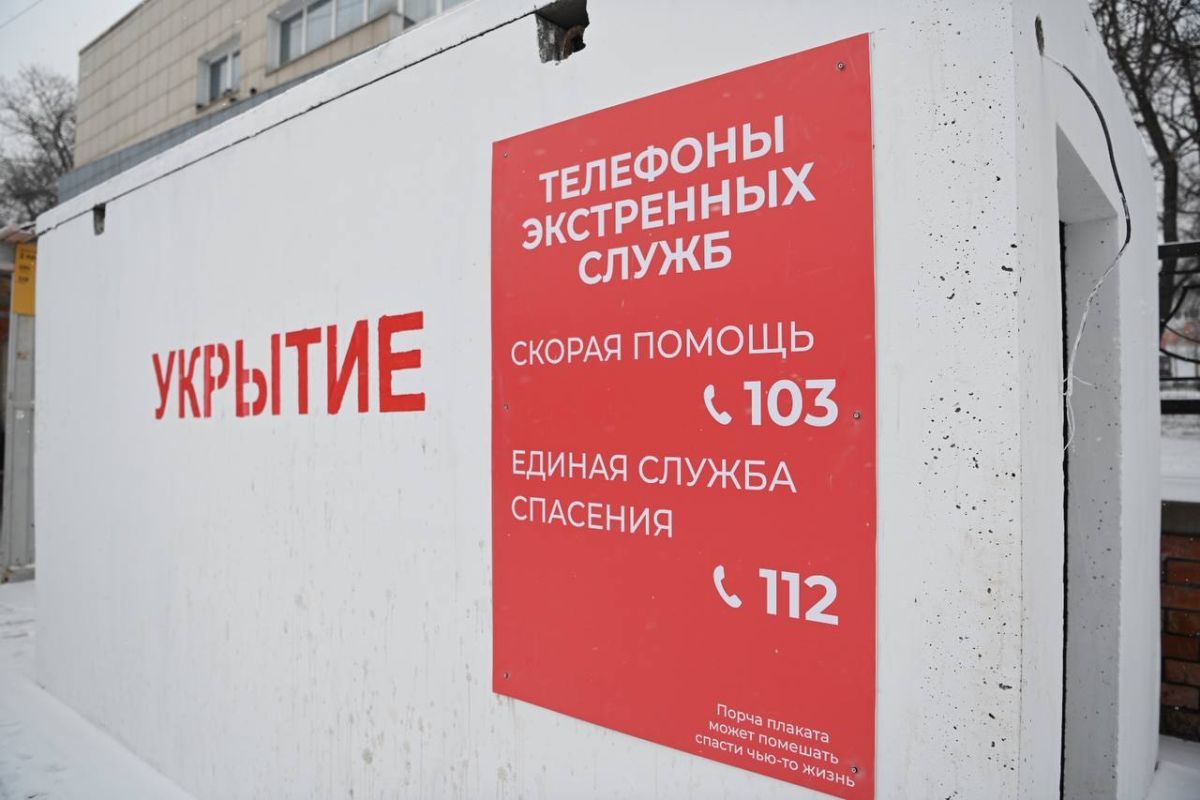 УКРЫТИЕ
ТЕЛЕФОНЫ
ЭКСТРЕННЫХ
СЛУЖБ
СКОРАЯ ПОМОЩЬ
103
ЕДИНАЯ СЛУЖБА
СПАСЕНИЯ
112
Порча плаката
может помешать
спасти чью-то жизнь